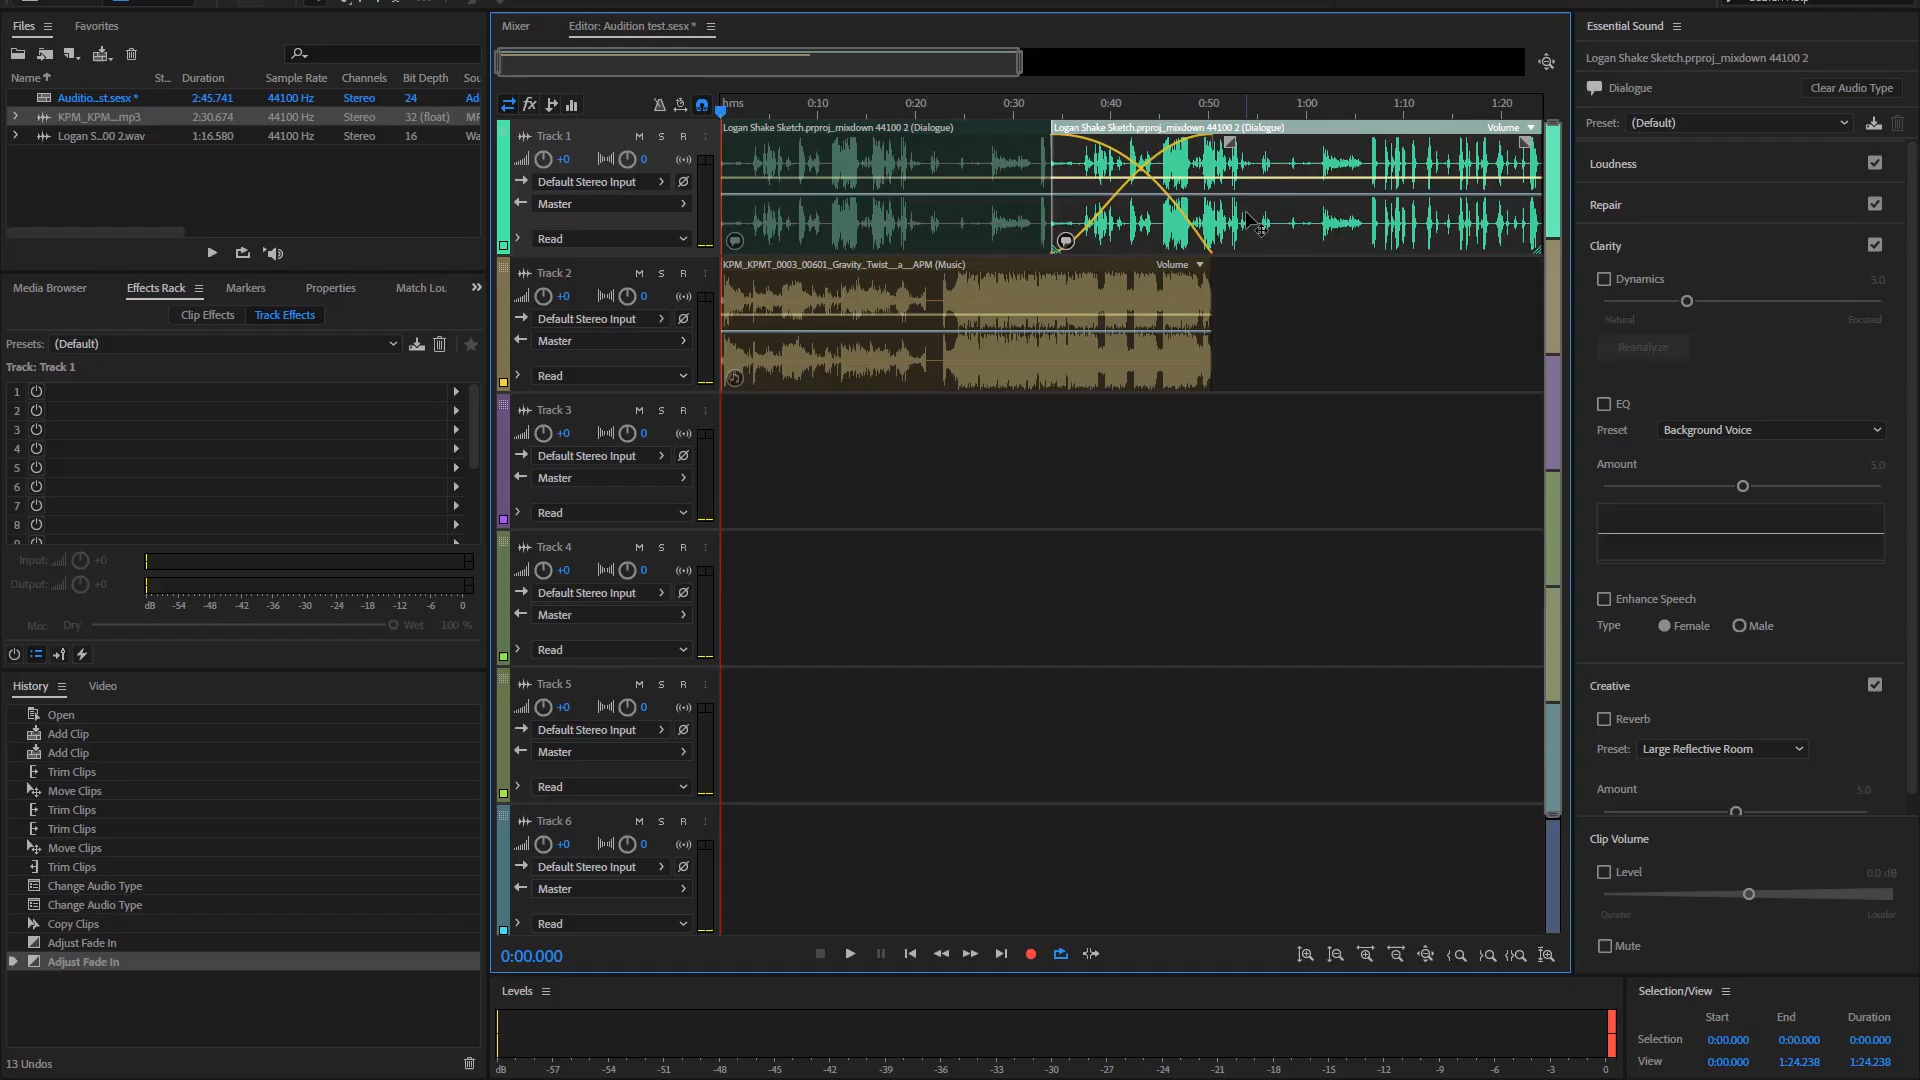 Files
Favorites
Name
St...
Duration
Sample Rate
Channels
Bit Depth
Sou
Auditio...st.sesx *
2:45.741
44100 Hz
Stereo
24
Ad
KPM_KPM....mp3
2:30.674
44100 Hz
Stereo
32 (float)
MP
Logan S...00 2.wav
1:16.580
44100 Hz
Stereo
16
Wa
Media Browser
Effects Rack
Markers
Properties
Match Lou
Clip Effects
Track Effects
Presets:
(Default)
Track: Track 1
1
2
3
4
5
6
7
8
Input:
+0
Output:
+0
dB
-54
-48
-42
-36
-30
-24
-18
-12
-6
0
Mix:
Dry
Wet
100 %
History
Video
Open
Add Clip
Add Clip
Trim Clips
Move Clips
Trim Clips
Trim Clips
Move Clips
Trim Clips
Change Audio Type
Change Audio Type
Copy Clips
Adjust Fade In
Adjust Fade In
13 Undos
Mixer
Editor: Audition test.sesx *
fx
hms
0:10
0:20
0:30
0:40
0:50
1:00
1:10
1:20
Track 1
M S R I
+0
0
Default Stereo Input
Master
Read
Logan Shake Sketch.prproj_mixdown 44100 2 (Dialogue)
Logan Shake Sketch.prproj_mixdown 44100 2 (Dialogue)
Volume
Track 2
M S R I
+0
0
Default Stereo Input
Master
Read
KPM_KPMT_0003_00601_Gravity_Twist__a__APM (Music)
Volume
Track 3
M S R I
+0
0
Default Stereo Input
Master
Read
Track 4
M S R I
+0
0
Default Stereo Input
Master
Read
Track 5
M S R I
+0
0
Default Stereo Input
Master
Read
Track 6
M S R I
+0
0
Default Stereo Input
Master
Read
0:00.000
Levels
dB
-57
-54
-51
-48
-45
-42
-39
-36
-33
-30
-27
-24
-21
-18
-15
-12
-9
-6
-3
0
Essential Sound
Logan Shake Sketch.prproj_mixdown 44100 2
Dialogue
Clear Audio Type
Preset:
(Default)
Loudness
Repair
Clarity
Dynamics
3.0
Natural
Focused
Reanalyze
EQ
Preset
Background Voice
Amount
5.0
Enhance Speech
Type
Female
Male
Creative
Reverb
Preset:
Large Reflective Room
Amount
5.0
Clip Volume
Level
0.0 dB
Quieter
Louder
Mute
Selection/View
Start
End
Duration
Selection
0:00.000
0:00.000
0:00.000
View
0:00.000
1:24.238
1:24.238